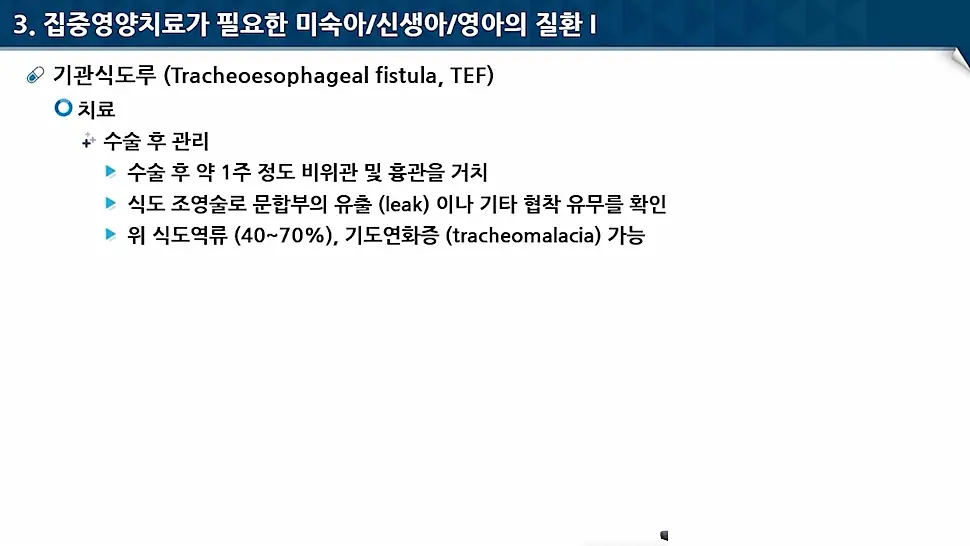 3. 집중영양치료가 필요한 미숙아/신생아/영아의 질환 I
기관식도루 (Tracheoesophageal fistula, TEF)
치료
수술 후 관리
수술 후 약 1주 정도 비위관 및 흉관을 거치
식도 조영술로 문합부의 유출 (leak) 이나 기타 협착 유무를 확인
위 식도역류 (40~70%), 기도연화증 (tracheomalacia) 가능